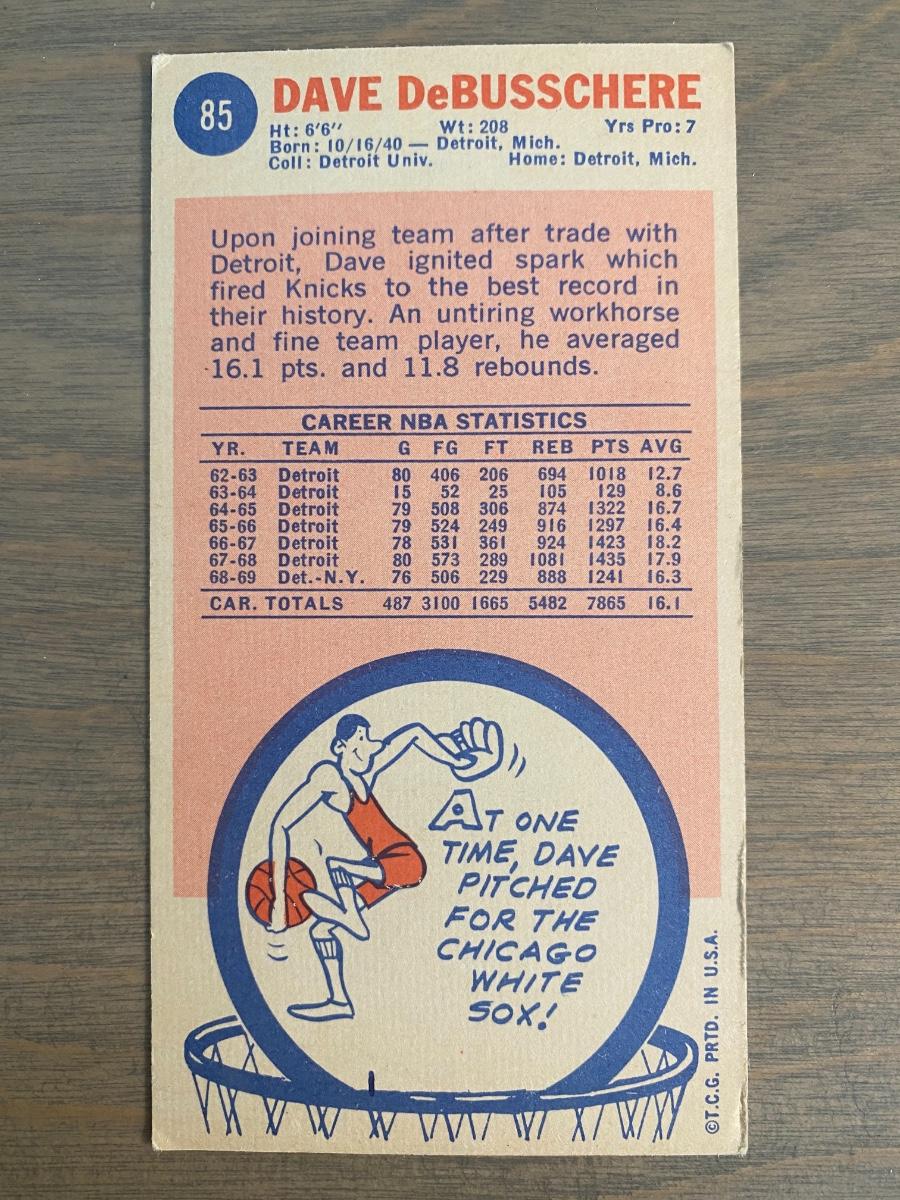 85
DAVE DeBUSSCHERE
Ht: 6'6" Wt: 208 Yrs Pro: 7
Born: 10/16/40 — Detroit, Mich.
Coll: Detroit Univ. Home: Detroit, Mich.
Upon joining team after trade with
Detroit, Dave ignited spark which
fired Knicks to the best record in
their history. An untiring workhorse
and fine team player, he averaged
16.1 pts. and 11.8 rebounds.
CAREER NBA STATISTICS
YR. TEAM G FG FT REB PTS AVG
62-63 Detroit 80 406 206 694 1018 12.7
63-64 Detroit 15 52 25 105 129 8.6
64-65 Detroit 79 508 306 874 1322 16.7
65-66 Detroit 79 524 249 916 1297 16.4
66-67 Detroit 78 531 361 924 1423 18.2
67-68 Detroit 80 573 289 1081 1435 17.9
68-69 Det.-N.Y. 76 506 229 888 1241 16.3
CAR. TOTALS 487 3100 1665 5482 7865 16.1
AT ONE
TIME, DAVE
PITCHED
FOR THE
CHICAGO
WHITE
SOX!
©T.C.G. PRTD. IN U.S.A.